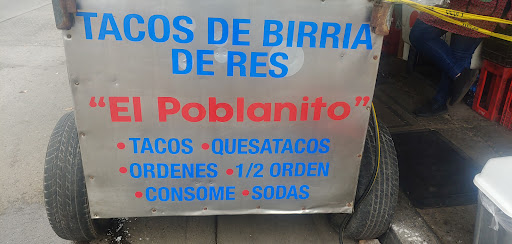 TACOS DE BIRRIA
DE RES
"El Poblanito"
•TACOS •QUESATACOS
•ORDENES •1/2 ORDEN
•CONSOME •SODAS